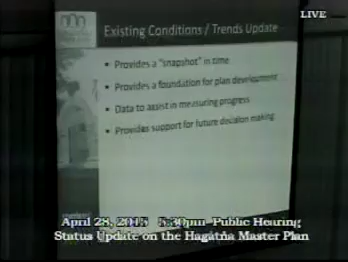 LIVE
Existing Conditions / Trends Update
• Provides a "snapshot" in time
• Provides a foundation for plan development
• Data to assist in measuring progress
• Provides support for future decision making
April 28, 2015 5:30pm Public Hearing
Status Update on the Hagåtña Master Plan